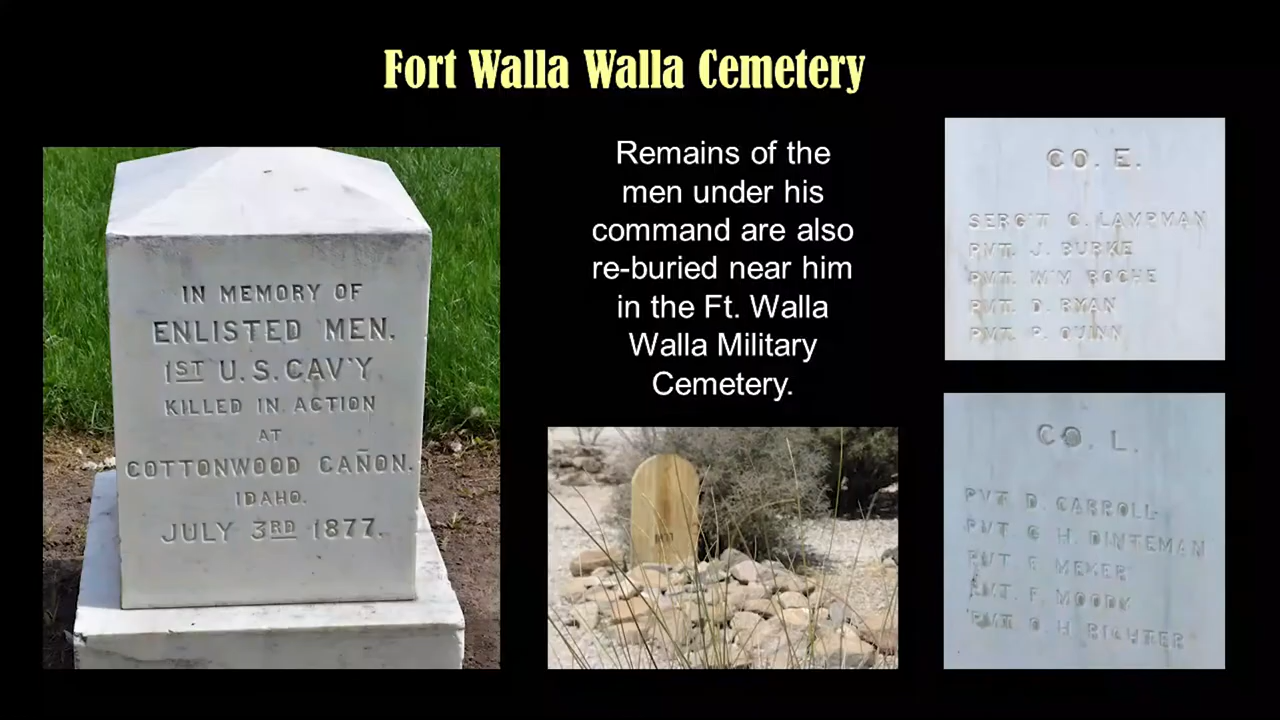 Fort Walla Walla Cemetery
IN MEMORY OF
ENLISTED MEN.
1ST U.S. CAV'Y.
KILLED IN ACTION
AT
COTTONWOOD CAÑON.
IDAHO.
JULY 3RD 1877.
Remains of the
men under his
command are also
re-buried near him
in the Ft. Walla
Walla Military
Cemetery.
CO. E.
SERG'T C. LAMPMAN
PVT. J. BURKE
PVT. WM ROCHE
PVT. D. RYAN
PVT. P. QUINN
CO. L.
PVT. D. CARROLL
PVT. G. H. DINTEMAN
PVT. F. MEYER
PVT. F. MOODY
PVT. O. H. RICHTER